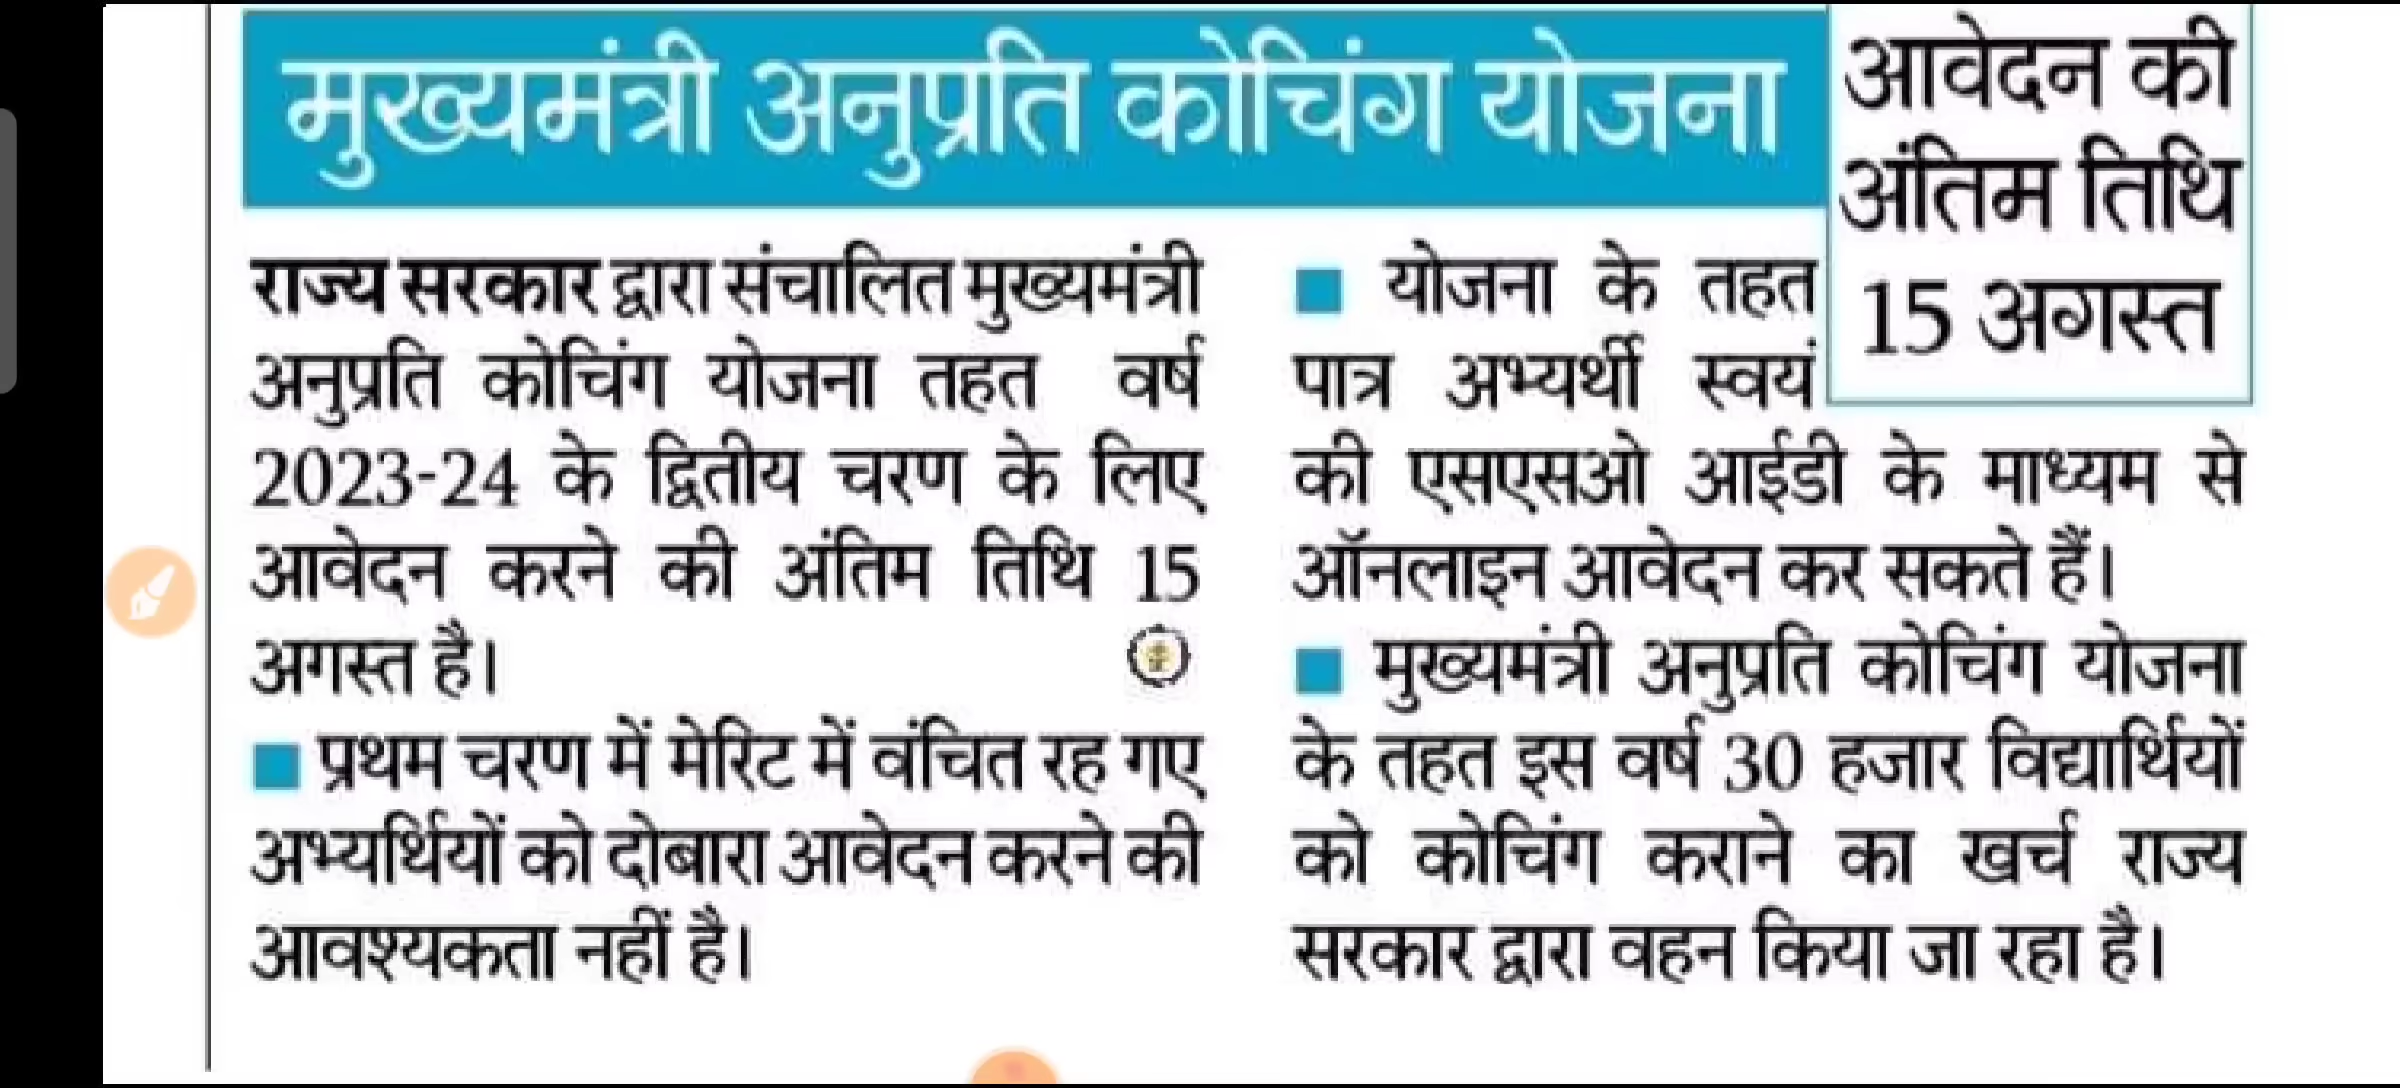 मुख्यमंत्री अनुप्रति कोचिंग योजना
आवेदन की
अंतिम तिथि
15 अगस्त
राज्य सरकार द्वारा संचालित मुख्यमंत्री
अनुप्रति कोचिंग योजना तहत वर्ष
2023-24 के द्वितीय चरण के लिए
आवेदन करने की अंतिम तिथि 15
अगस्त है।
■ प्रथम चरण में मेरिट में वंचित रह गए
अभ्यर्थियों को दोबारा आवेदन करने की
आवश्यकता नहीं है।
■ योजना के तहत
पात्र अभ्यर्थी स्वयं
की एसएसओ आईडी के माध्यम से
ऑनलाइन आवेदन कर सकते हैं।
■ मुख्यमंत्री अनुप्रति कोचिंग योजना
के तहत इस वर्ष 30 हजार विद्यार्थियों
को कोचिंग कराने का खर्च राज्य
सरकार द्वारा वहन किया जा रहा है।